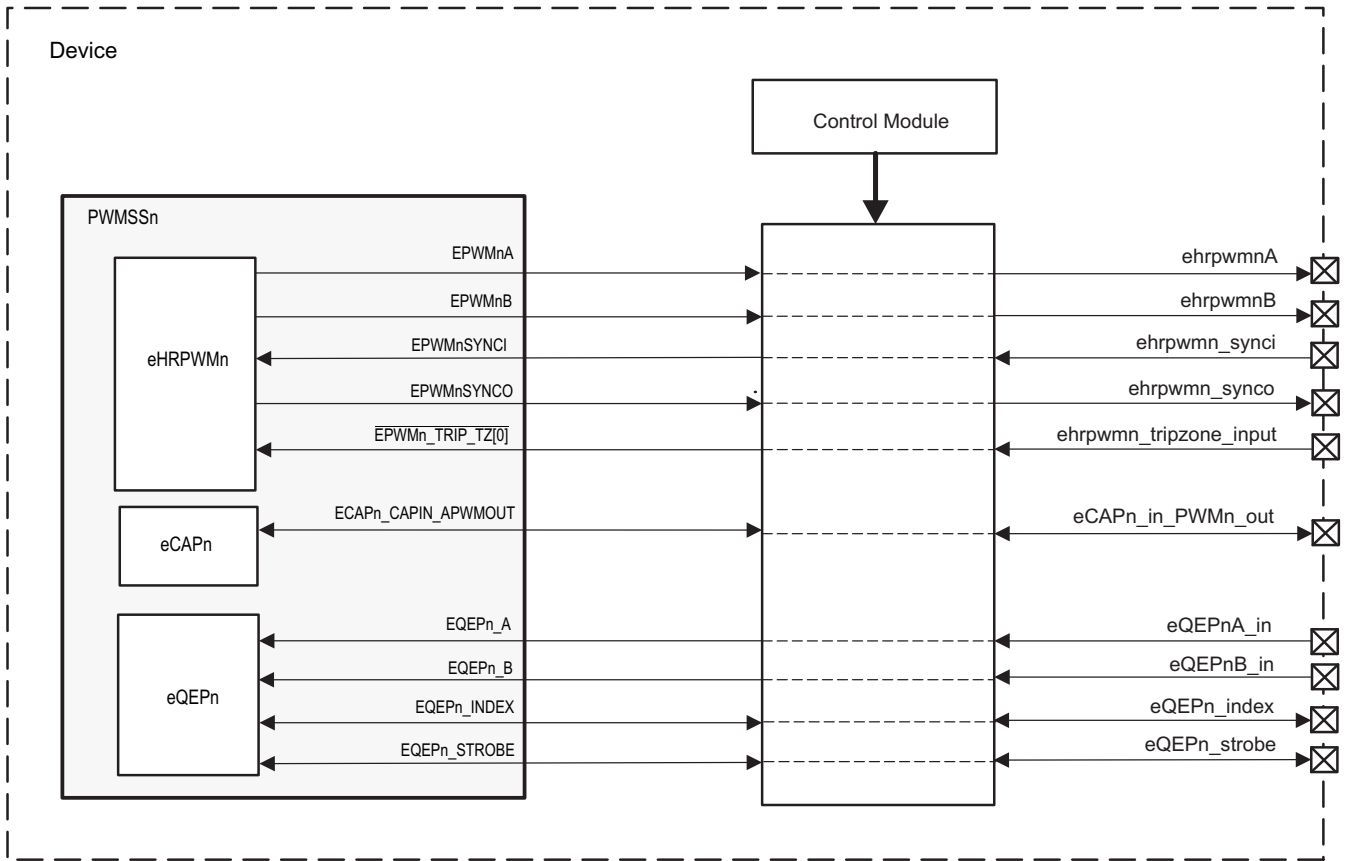 Device
Control Module
PWMSSn
EPWMnA
ehrpwmnA
EPWMnB
ehrpwmnB
eHRPWMn
EPWMnSYNCI
ehrpwmn_synci
EPWMnSYNCO
ehrpwmn_synco
EPWMn_TRIP_TZ[0]
ehrpwmn_tripzone_input
eCAPn
ECAPn_CAPIN_APWMOUT
eCAPn_in_PWMn_out
EQEPn_A
eQEPnA_in
EQEPn_B
eQEPnB_in
eQEPn
EQEPn_INDEX
eQEPn_index
EQEPn_STROBE
eQEPn_strobe